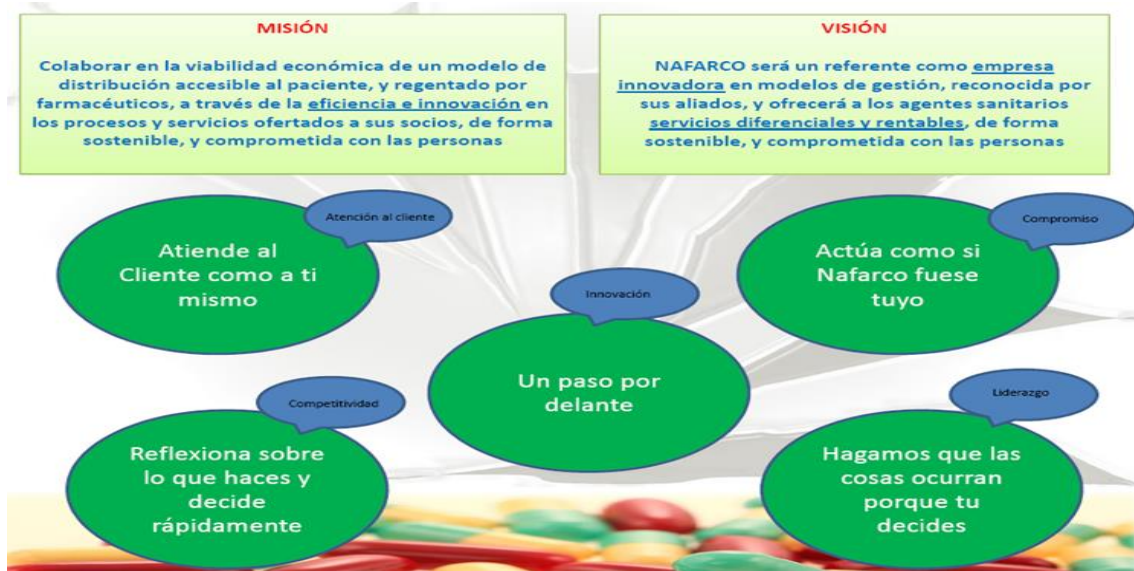 MISIÓN
Colaborar en la viabilidad económica de un modelo de
distribución accesible al paciente, y regentado por
farmacéuticos, a través de la eficiencia e innovación en
los procesos y servicios ofertados a sus socios, de forma
sostenible, y comprometida con las personas
VISIÓN
NAFARCO será un referente como empresa
innovadora en modelos de gestión, reconocida por
sus aliados, y ofrecerá a los agentes sanitarios
servicios diferenciales y rentables, de forma
sostenible, y comprometida con las personas
Atención al cliente
Atiende al
Cliente como a ti
mismo
Compromiso
Actúa como si
Nafarco fuese
tuyo
Innovación
Un paso por
delante
Competitividad
Reflexiona sobre
lo que haces y
decide
rápidamente
Liderazgo
Hagamos que las
cosas ocurran
porque tu
decides